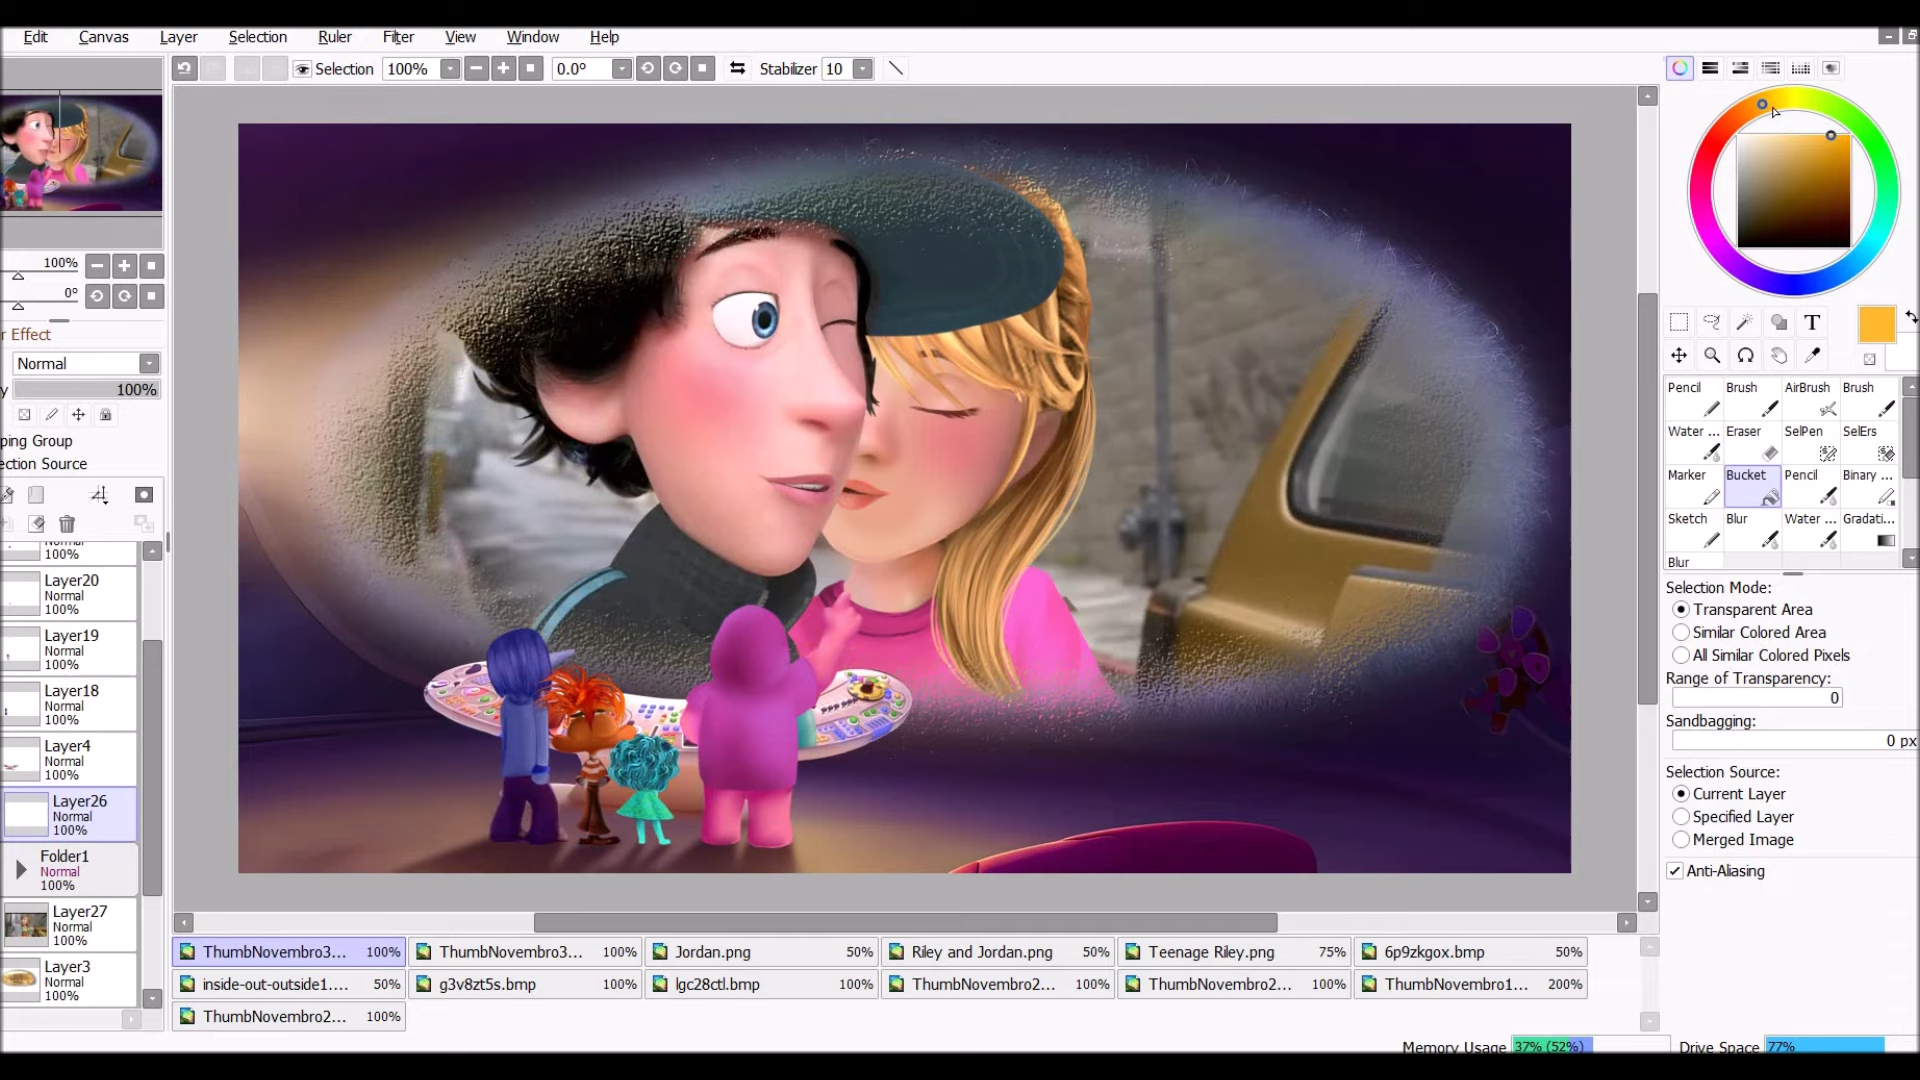 Edit Canvas Layer Selection Ruler Filter View Window Help
Selection 100% 0.0° Stabilizer 10
100%
0°
r Effect
Normal
y 100%
ping Group
ection Source
Normal
100%
Layer20
Normal
100%
Layer19
Normal
100%
Layer18
Normal
100%
Layer4
Normal
100%
Layer26
Normal
100%
Folder1
Normal
100%
Layer27
Normal
100%
Layer3
Normal
100%
T
Pencil Brush AirBrush Brush
Water ... Eraser SelPen SelErs
Marker Bucket Pencil Binary ...
Sketch Blur Water ... Gradati...
Blur
Selection Mode:
Transparent Area
Similar Colored Area
All Similar Colored Pixels
Range of Transparency:
0
Sandbagging:
0 px
Selection Source:
Current Layer
Specified Layer
Merged Image
Anti-Aliasing
ThumbNovembro3... 100% ThumbNovembro3... 100% Jordan.png 50% Riley and Jordan.png 50% Teenage Riley.png 75% 6p9zkgox.bmp 50%
inside-out-outside1.... 50% g3v8zt5s.bmp 100% lgc28ctl.bmp 100% ThumbNovembro2... 100% ThumbNovembro2... 100% ThumbNovembro1... 200%
ThumbNovembro2... 100%
Memory Usage 37% (52%) Drive Space 77%